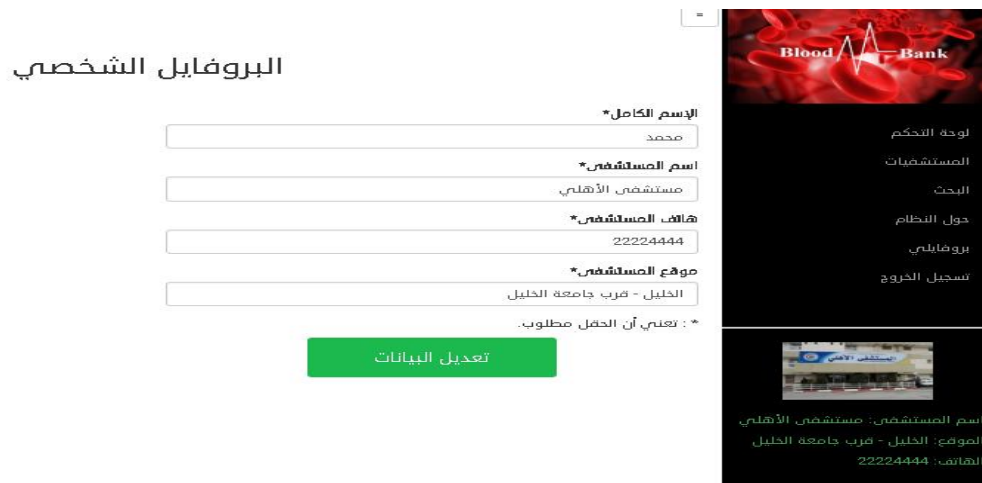 =
Blood Bank
البروفايل الشخصي
الإسم الكامل*
محمد
اسم المستشفى*
مستشفى الأهلي
هاتف المستشفى*
22224444
موقع المستشفى*
الخليل - قرب جامعة الخليل
* : تعني أن الحقل مطلوب.
تعديل البيانات
لوحة التحكم
المستشفيات
البحث
حول النظام
بروفايلي
تسجيل الخروج
المستشفى الأهلي
اسم المستشفى: مستشفى الأهلي
الموقع: الخليل - قرب جامعة الخليل
الهاتف: 22224444